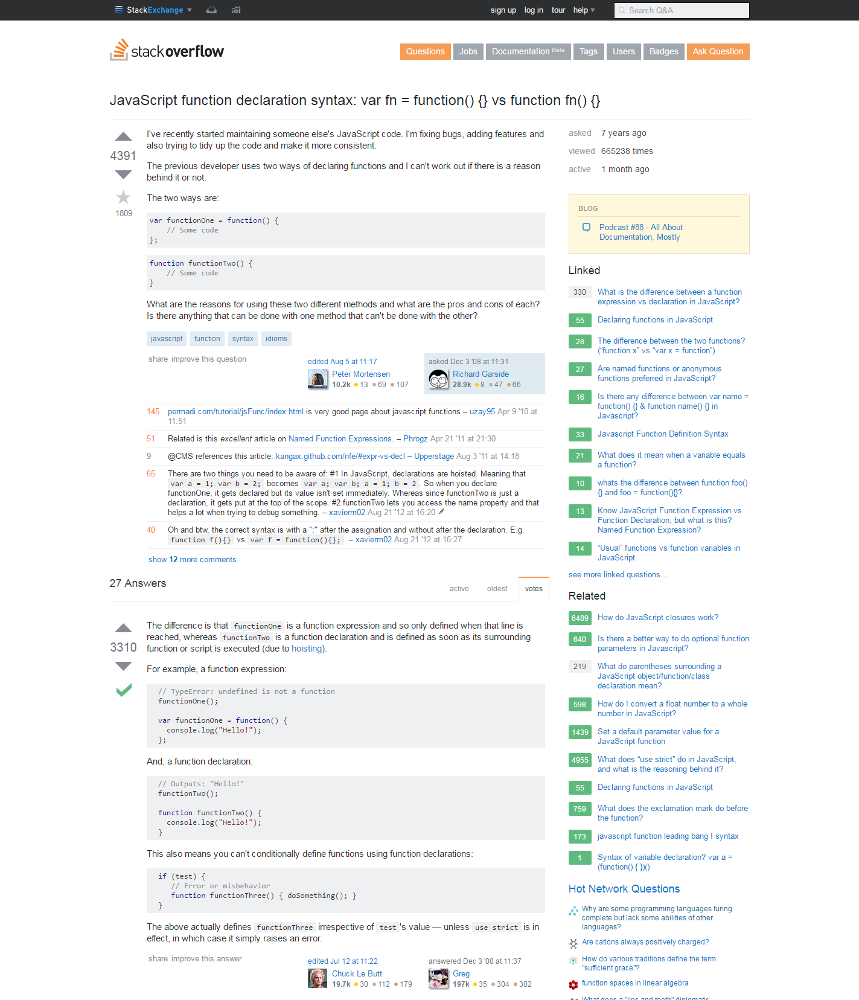 StackExchange
sign up log in tour help
Search Q&A
stackoverflow
Questions Jobs Documentation Beta Tags Users Badges Ask Question
JavaScript function declaration syntax: var fn = function() {} vs function fn() {}
4391
1809
I've recently started maintaining someone else's JavaScript code. I'm fixing bugs, adding features and
also trying to tidy up the code and make it more consistent.
The previous developer uses two ways of declaring functions and I can't work out if there is a reason
behind it or not.
The two ways are:
var functionOne = function() {
// Some code
};
function functionTwo() {
// Some code
}
What are the reasons for using these two different methods and what are the pros and cons of each?
Is there anything that can be done with one method that can't be done with the other?
javascript function syntax idioms
share improve this question
edited Aug 5 at 11:17
Peter Mortensen
10.2k 13 69 107
asked Dec 3 '08 at 11:31
Richard Garside
28.9k 8 47 66
145 permadi.com/tutorial/jsFunc/index.html is very good page about javascript functions – uzay95 Apr 9 '10 at
11:51
51 Related is this excellent article on Named Function Expressions. – Phrogz Apr 21 '11 at 21:30
9 @CMS references this article: kangax.github.com/nfe/#expr-vs-decl – Upperstage Aug 3 '11 at 14:18
65 There are two things you need to be aware of: #1 In JavaScript, declarations are hoisted. Meaning that
var a = 1; var b = 2; becomes var a; var b; a = 1; b = 2 . So when you declare
functionOne, it gets declared but its value isn't set immediately. Whereas since functionTwo is just a
declaration, it gets put at the top of the scope. #2 functionTwo lets you access the name property and that
helps a lot when trying to debug something. – xavierm02 Aug 21 '12 at 16:20
40 Oh and btw, the correct syntax is with a ";" after the assignation and without after the declaration. E.g.
function f(){} vs var f = function(){}; . – xavierm02 Aug 21 '12 at 16:27
show 12 more comments
27 Answers
active oldest votes
3310
The difference is that functionOne is a function expression and so only defined when that line is
reached, whereas functionTwo is a function declaration and is defined as soon as its surrounding
function or script is executed (due to hoisting).
For example, a function expression:
// TypeError: undefined is not a function
functionOne();
var functionOne = function() {
console.log("Hello!");
};
And, a function declaration:
// Outputs: "Hello!"
functionTwo();
function functionTwo() {
console.log("Hello!");
}
This also means you can't conditionally define functions using function declarations:
if (test) {
// Error or misbehavior
function functionThree() { doSomething(); }
}
The above actually defines functionThree irrespective of test 's value — unless use strict is in
effect, in which case it simply raises an error.
share improve this answer
edited Jul 12 at 11:22
Chuck Le Butt
19.7k 30 112 179
answered Dec 3 '08 at 11:37
Greg
197k 35 304 302
asked 7 years ago
viewed 665238 times
active 1 month ago
BLOG
Podcast #88 - All About
Documentation, Mostly
Linked
330 What is the difference between a function
expression vs declaration in JavaScript?
55 Declaring functions in JavaScript
28 The difference between the two functions?
(“function x” vs “var x = function”)
27 Are named functions or anonymous
functions preferred in JavaScript?
16 Is there any difference between var name =
function() {} & function name() {} in
Javascript?
33 Javascript Function Definition Syntax
21 What does it mean when a variable equals
a function?
10 whats the difference between function foo()
{} and foo = function(){}?
13 Know JavaScript Function Expression vs
Function Declaration, but what is this?
Named Function Expression?
14 “Usual” functions vs function variables in
JavaScript
see more linked questions…
Related
6489 How do JavaScript closures work?
640 Is there a better way to do optional function
parameters in Javascript?
219 What do parentheses surrounding a
JavaScript object/function/class
declaration mean?
598 How do I convert a float number to a whole
number in JavaScript?
1439 Set a default parameter value for a
JavaScript function
4955 What does “use strict” do in JavaScript,
and what is the reasoning behind it?
55 Declaring functions in JavaScript
759 What does the exclamation mark do before
the function?
173 javascript function leading bang ! syntax
1 Syntax of variable declaration? var a =
(function() { })()
Hot Network Questions
Why are some programming languages turing
complete but lack some abilities of other
languages?
Are cations always positively charged?
How do various traditions define the term
"sufficient grace"?
function spaces in linear algebra
What does a "lips and teeth" diplomatic